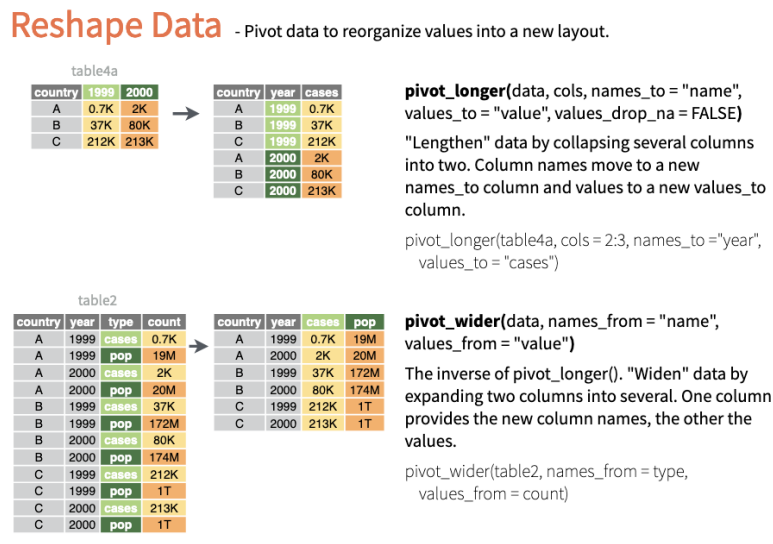 Reshape Data - Pivot data to reorganize values into a new layout.
table4a
country 1999 2000
A 0.7K 2K
B 37K 80K
C 212K 213K
country year cases
A 1999 0.7K
B 1999 37K
C 1999 212K
A 2000 2K
B 2000 80K
C 2000 213K
pivot_longer(data, cols, names_to = "name",
values_to = "value", values_drop_na = FALSE)
"Lengthen" data by collapsing several columns
into two. Column names move to a new
names_to column and values to a new values_to
column.
pivot_longer(table4a, cols = 2:3, names_to ="year",
values_to = "cases")
table2
country year type count
A 1999 cases 0.7K
A 1999 pop 19M
A 2000 cases 2K
A 2000 pop 20M
B 1999 cases 37K
B 1999 pop 172M
B 2000 cases 80K
B 2000 pop 174M
C 1999 cases 212K
C 1999 pop 1T
C 2000 cases 213K
C 2000 pop 1T
country year cases pop
A 1999 0.7K 19M
A 2000 2K 20M
B 1999 37K 172M
B 2000 80K 174M
C 1999 212K 1T
C 2000 213K 1T
pivot_wider(data, names_from = "name",
values_from = "value")
The inverse of pivot_longer(). "Widen" data by
expanding two columns into several. One column
provides the new column names, the other the
values.
pivot_wider(table2, names_from = type,
values_from = count)